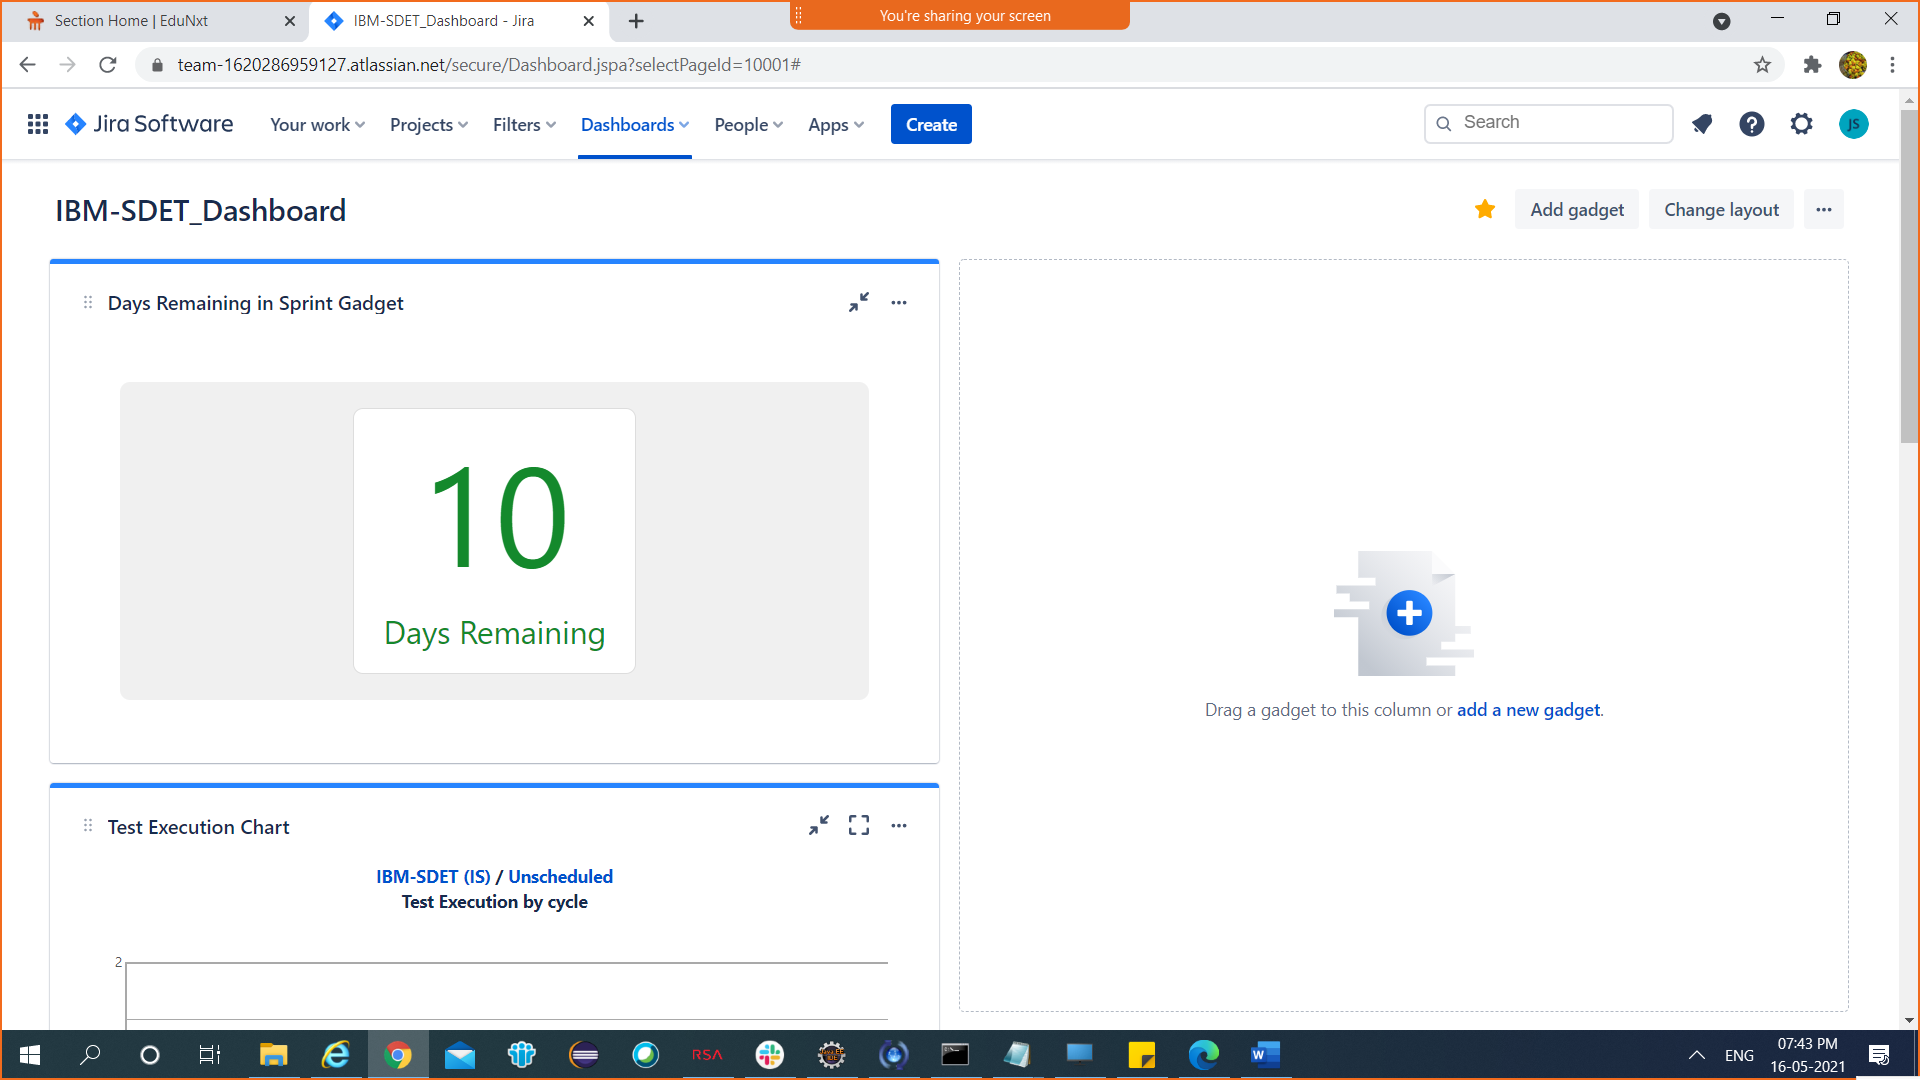 Section Home | EduNxt
IBM-SDET_Dashboard - Jira
You're sharing your screen
team-1620286959127.atlassian.net/secure/Dashboard.jspa?selectPageId=10001#
Jira Software
Your work
Projects
Filters
Dashboards
People
Apps
Create
Search
JS
IBM-SDET_Dashboard
Add gadget
Change layout
Days Remaining in Sprint Gadget
10
Days Remaining
Drag a gadget to this column or add a new gadget.
Test Execution Chart
IBM-SDET (IS) / Unscheduled
Test Execution by cycle
2
RSA
ENG
07:43 PM
16-05-2021